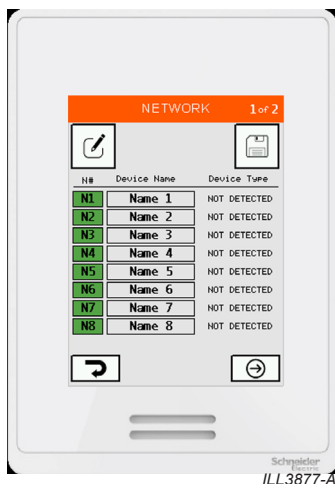 NETWORK 1 of 2
N# Device Name Device Type
N1 Name 1 NOT DETECTED
N2 Name 2 NOT DETECTED
N3 Name 3 NOT DETECTED
N4 Name 4 NOT DETECTED
N5 Name 5 NOT DETECTED
N6 Name 6 NOT DETECTED
N7 Name 7 NOT DETECTED
N8 Name 8 NOT DETECTED
Schneider
Electric
ILL3877-A